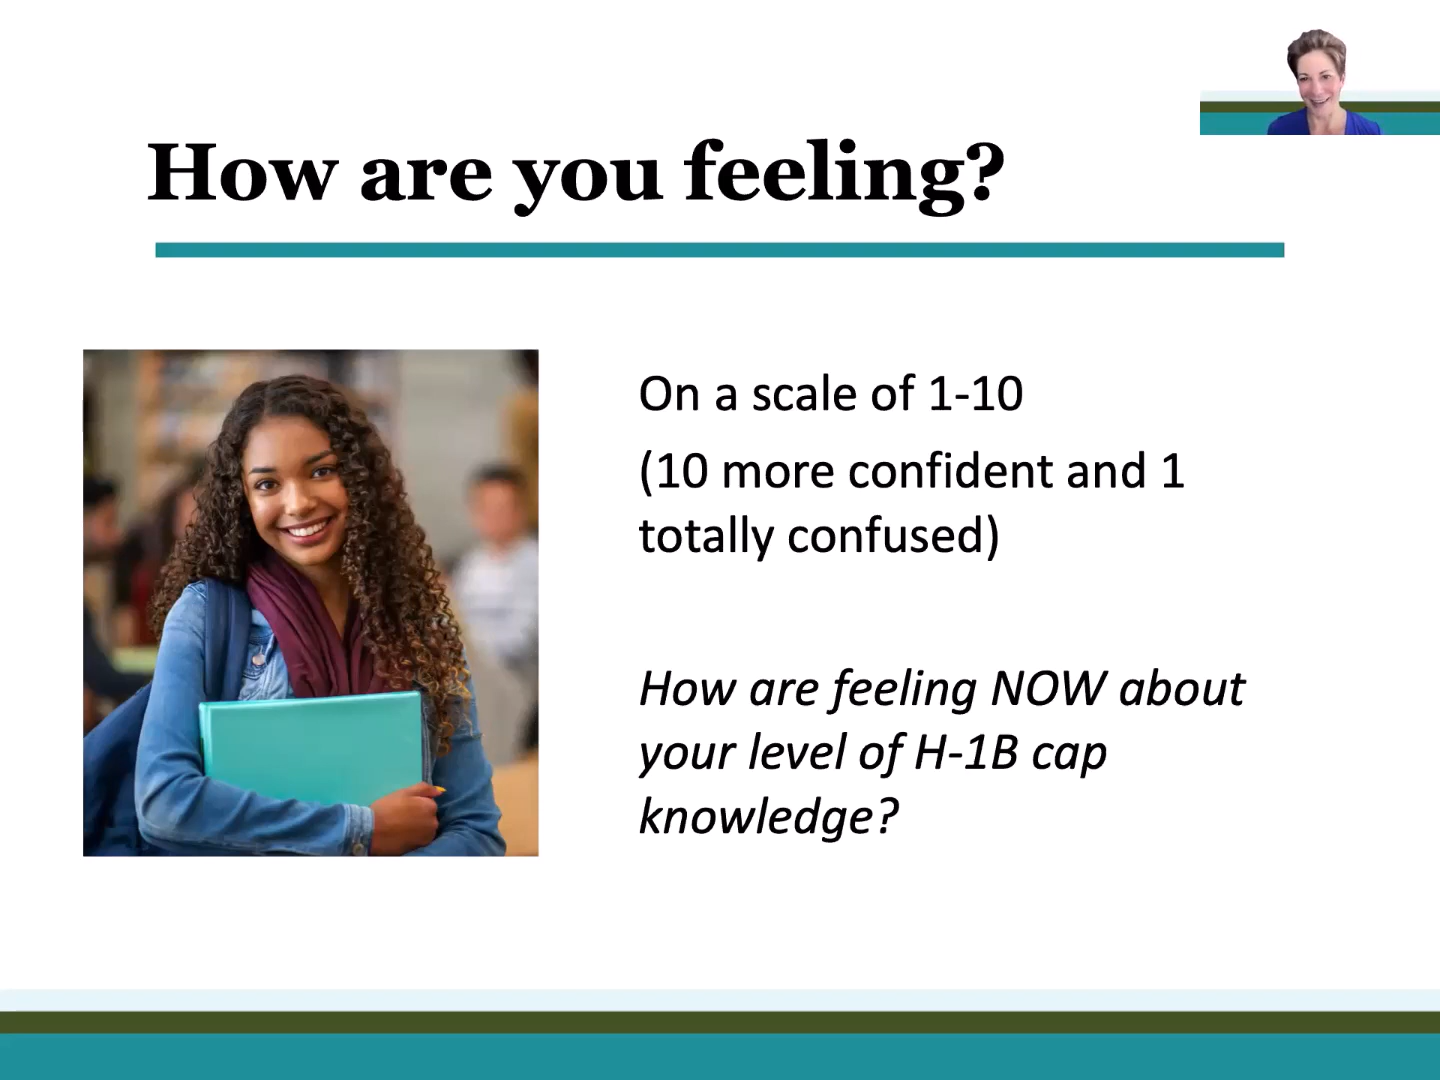 How are you feeling?
On a scale of 1-10
(10 more confident and 1
totally confused)
How are feeling NOW about
your level of H-1B cap
knowledge?